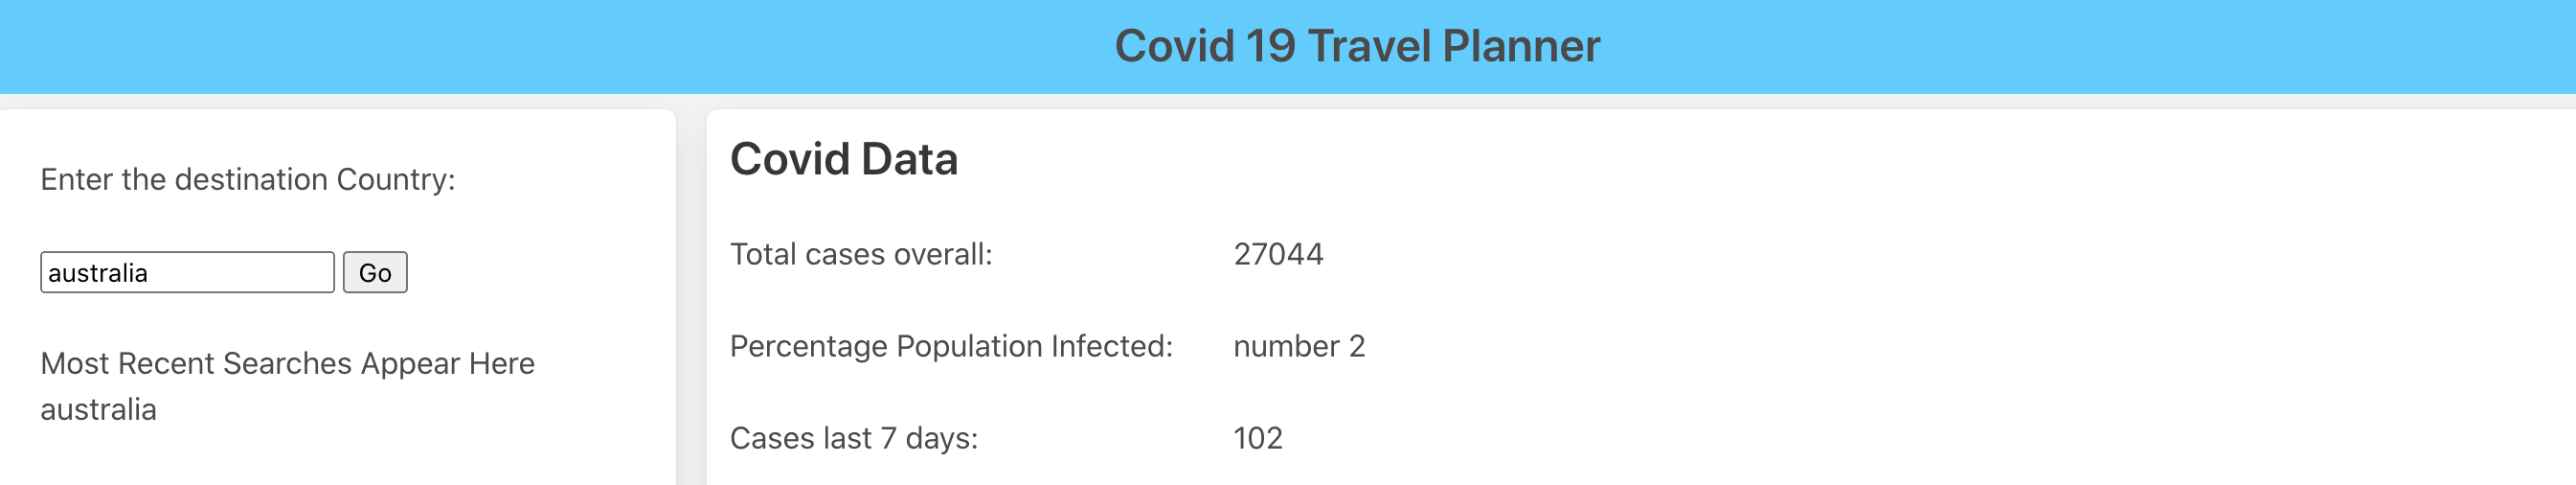 Covid 19 Travel Planner
Enter the destination Country:
australia Go
Most Recent Searches Appear Here
australia
Covid Data
Total cases overall: 27044
Percentage Population Infected: number 2
Cases last 7 days: 102